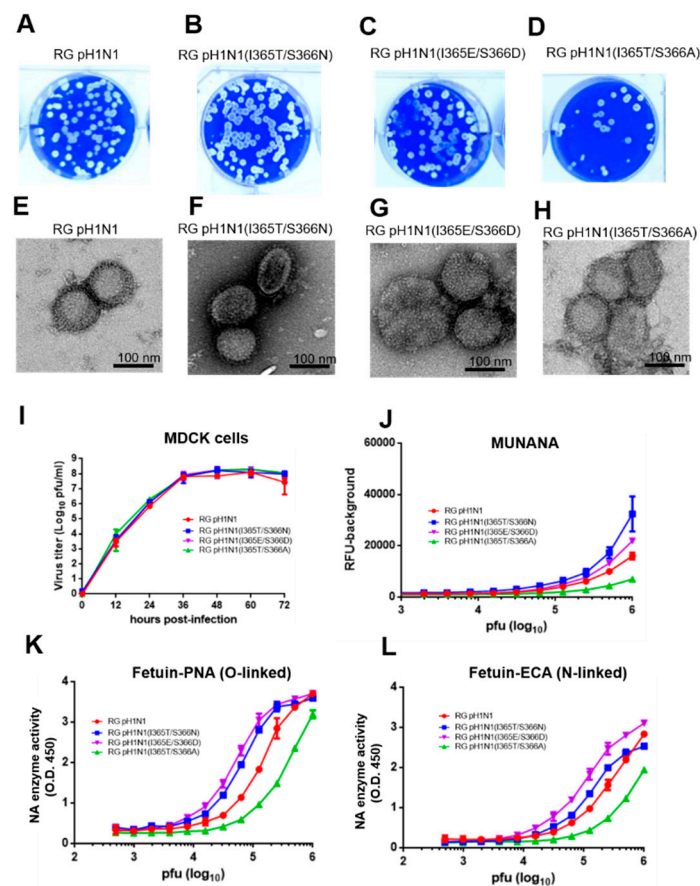 A
B
C
D
RG pH1N1
RG pH1N1(I365T/S366N)
RG pH1N1(I365E/S366D)
RG pH1N1(I365T/S366A)
E
F
G
H
RG pH1N1
RG pH1N1(I365T/S366N)
RG pH1N1(I365E/S366D)
RG pH1N1(I365T/S366A)
100 nm
100 nm
100 nm
100 nm
I
MDCK cells
Virus titer (Log10 pfu/ml)
9
8
7
6
5
4
3
2
1
0
RG pH1N1
RG pH1N1(I365T/S366N)
RG pH1N1(I365E/S366D)
RG pH1N1(I365T/S366A)
0 12 24 36 48 60 72
hours post-infection
J
MUNANA
RFU-background
60000
40000
20000
0
RG pH1N1
RG pH1N1(I365T/S366N)
RG pH1N1(I365E/S366D)
RG pH1N1(I365T/S366A)
3 4 5 6
pfu (log10)
K
Fetuin-PNA (O-linked)
NA enzyme activity
(O.D. 450)
4
3
2
1
0
RG pH1N1
RG pH1N1(I365T/S366N)
RG pH1N1(I365E/S366D)
RG pH1N1(I365T/S366A)
2 3 4 5 6
pfu (log10)
L
Fetuin-ECA (N-linked)
NA enzyme activity
(O.D. 450)
4
3
2
1
0
RG pH1N1
RG pH1N1(I365T/S366N)
RG pH1N1(I365E/S366D)
RG pH1N1(I365T/S366A)
2 3 4 5 6
pfu (log10)